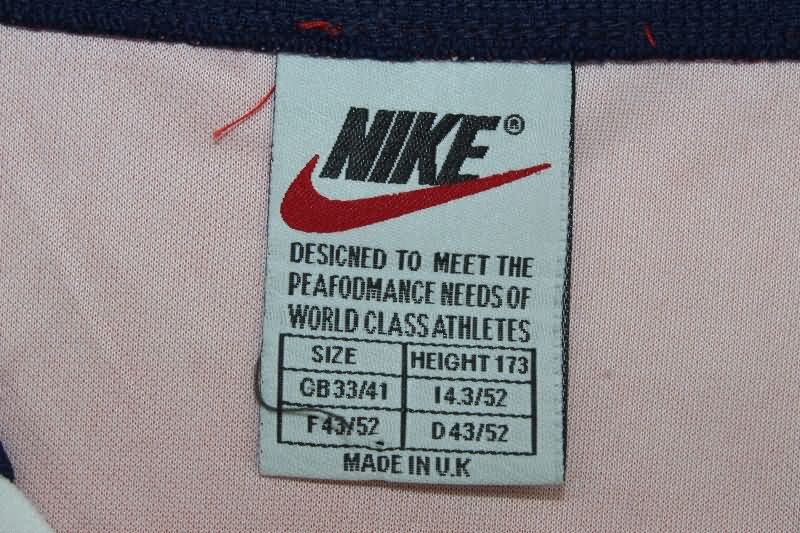 NIKE®
DESICNED TO MEET THE
PEAFODMANCE NEEDS OF
WORLD CLASS ATHLETES
SIZE HEIGHT 173
GB33/41 I4.3/52
F43/52 D43/52
MADE IN U.K